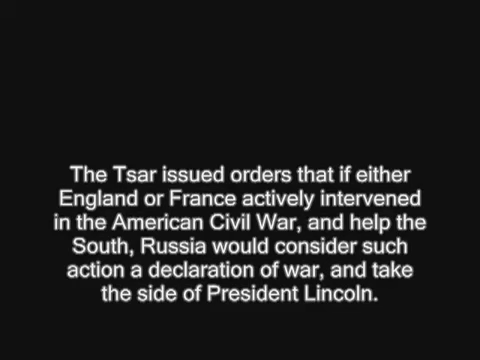 The Tsar issued orders that if either
England or France actively intervened
in the American Civil War, and help the
South, Russia would consider such
action a declaration of war, and take
the side of President Lincoln.